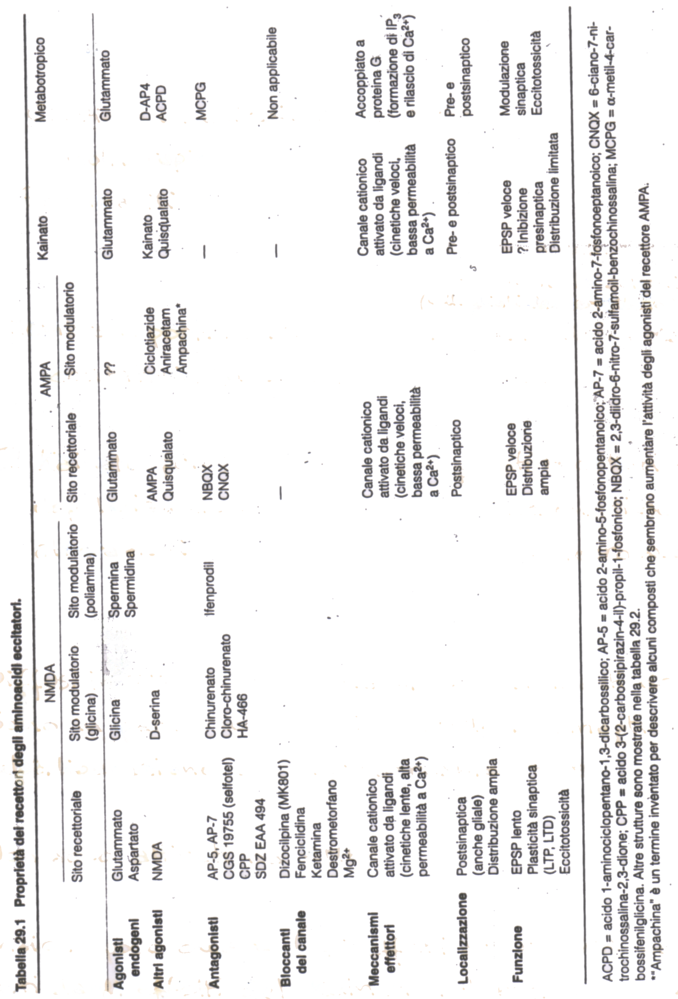 Tabella 29.1 Proprietà dei recettori degli aminoacidi eccitatori.
NMDA AMPA Kainato Metabotropico
Sito recettoriale Sito modulatorio Sito modulatorio Sito recettoriale Sito modulatorio
(glicina) (poliamina)
Agonisti Glutammato Glicina Spermina Glutammato ?? Glutammato Glutammato
endogeni Aspartato Spermidina
Altri agonisti NMDA D-serina AMPA Ciclotiazide Kainato D-AP4
Quisqualato Aniracetam Quisqualato ACPD
Ampachina*
Antagonisti AP-5, AP-7 Chinurenato Ifenprodil NBQX — MCPG
CGS 19755 (selfotel) Cloro-chinurenato CNQX
CPP HA-466
SDZ EAA 494
Bloccanti Dizocilpina (MK801) — — Non applicabile
del canale Fenciclidina
Ketamina
Destrometorfano
Mg2+
Meccanismi Canale cationico Canale cationico Canale cationico Accoppiato a
effettori attivato da ligandi attivato da ligandi attivato da ligandi proteina G
(cinetiche lente, alta (cinetiche veloci, (cinetiche veloci, (formazione di IP3
permeabilità a Ca2+) bassa permeabilità bassa permeabilità e rilascio di Ca2+)
a Ca2+) a Ca2+)
Localizzazione Postsinaptica Postsinaptico Pre- e postsinaptico Pre- e
(anche gliale) postsinaptico
Distribuzione ampia
Funzione EPSP lento EPSP veloce EPSP veloce Modulazione
Plasticità sinaptica Distribuzione ? Inibizione sinaptica
(LTP, LTD) ampia presinaptica Eccitotossicità
Eccitotossicità Distribuzione limitata
ACPD = acido 1-aminociclopentano-1,3-dicarbossilico; AP-5 = acido 2-amino-5-fosfonopentanoico; AP-7 = acido 2-amino-7-fosfonoeptanoico; CNQX = 6-ciano-7-ni-
trochinossalina-2,3-dione; CPP = acido 3-(2-carbossipirazin-4-il)-propil-1-fosfonico; NBQX = 2,3-diidro-6-nitro-7-sulfamoil-benzochinossalina; MCPG = α-metil-4-car-
bossifenilglicina. Altre strutture sono mostrate nella tabella 29.2.
*"Ampachina" è un termine inventato per descrivere alcuni composti che sembrano aumentare l'attività degli agonisti del recettore AMPA.